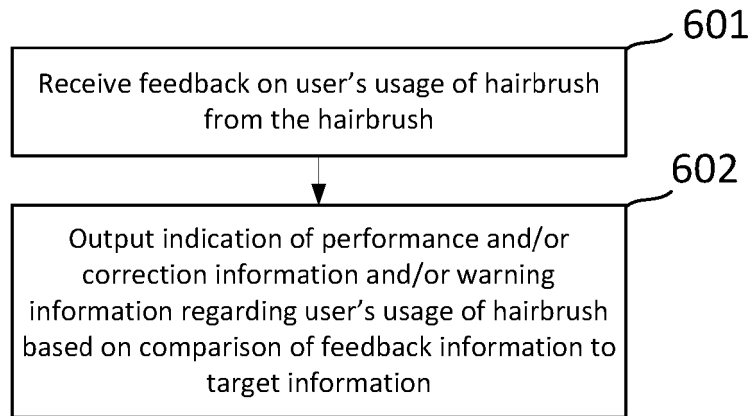 601
Receive feedback on user's usage of hairbrush
from the hairbrush
602
Output indication of performance and/or
correction information and/or warning
information regarding user's usage of hairbrush
based on comparison of feedback information to
target information